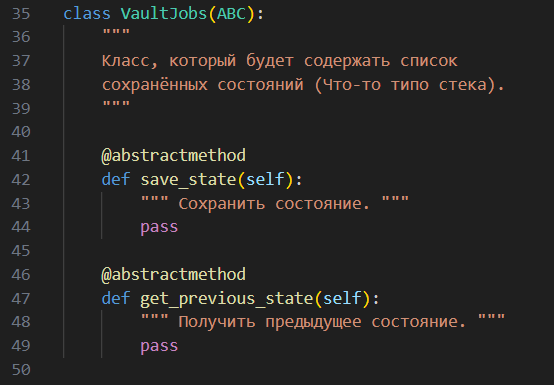 35 class VaultJobs(ABC):
36     """
37     Класс, который будет содержать список
38     сохранённых состояний (Что-то типо стека).
39     """
40
41     @abstractmethod
42     def save_state(self):
43         """ Сохранить состояние. """
44         pass
45
46     @abstractmethod
47     def get_previous_state(self):
48         """ Получить предыдущее состояние. """
49         pass
50